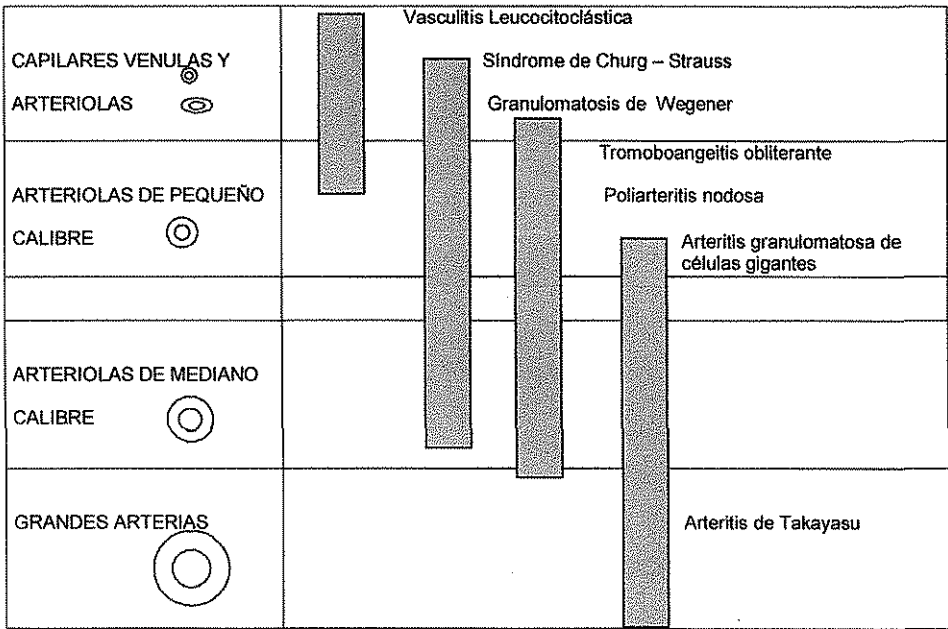 Vasculitis Leucocitoclástica
CAPILARES VENULAS Y
Síndrome de Churg – Strauss
ARTERIOLAS
Granulomatosis de Wegener
Tromoboangeitis obliterante
ARTERIOLAS DE PEQUEÑO
Poliarteritis nodosa
CALIBRE
Arteritis granulomatosa de
células gigantes
ARTERIOLAS DE MEDIANO
CALIBRE
GRANDES ARTERIAS
Arteritis de Takayasu